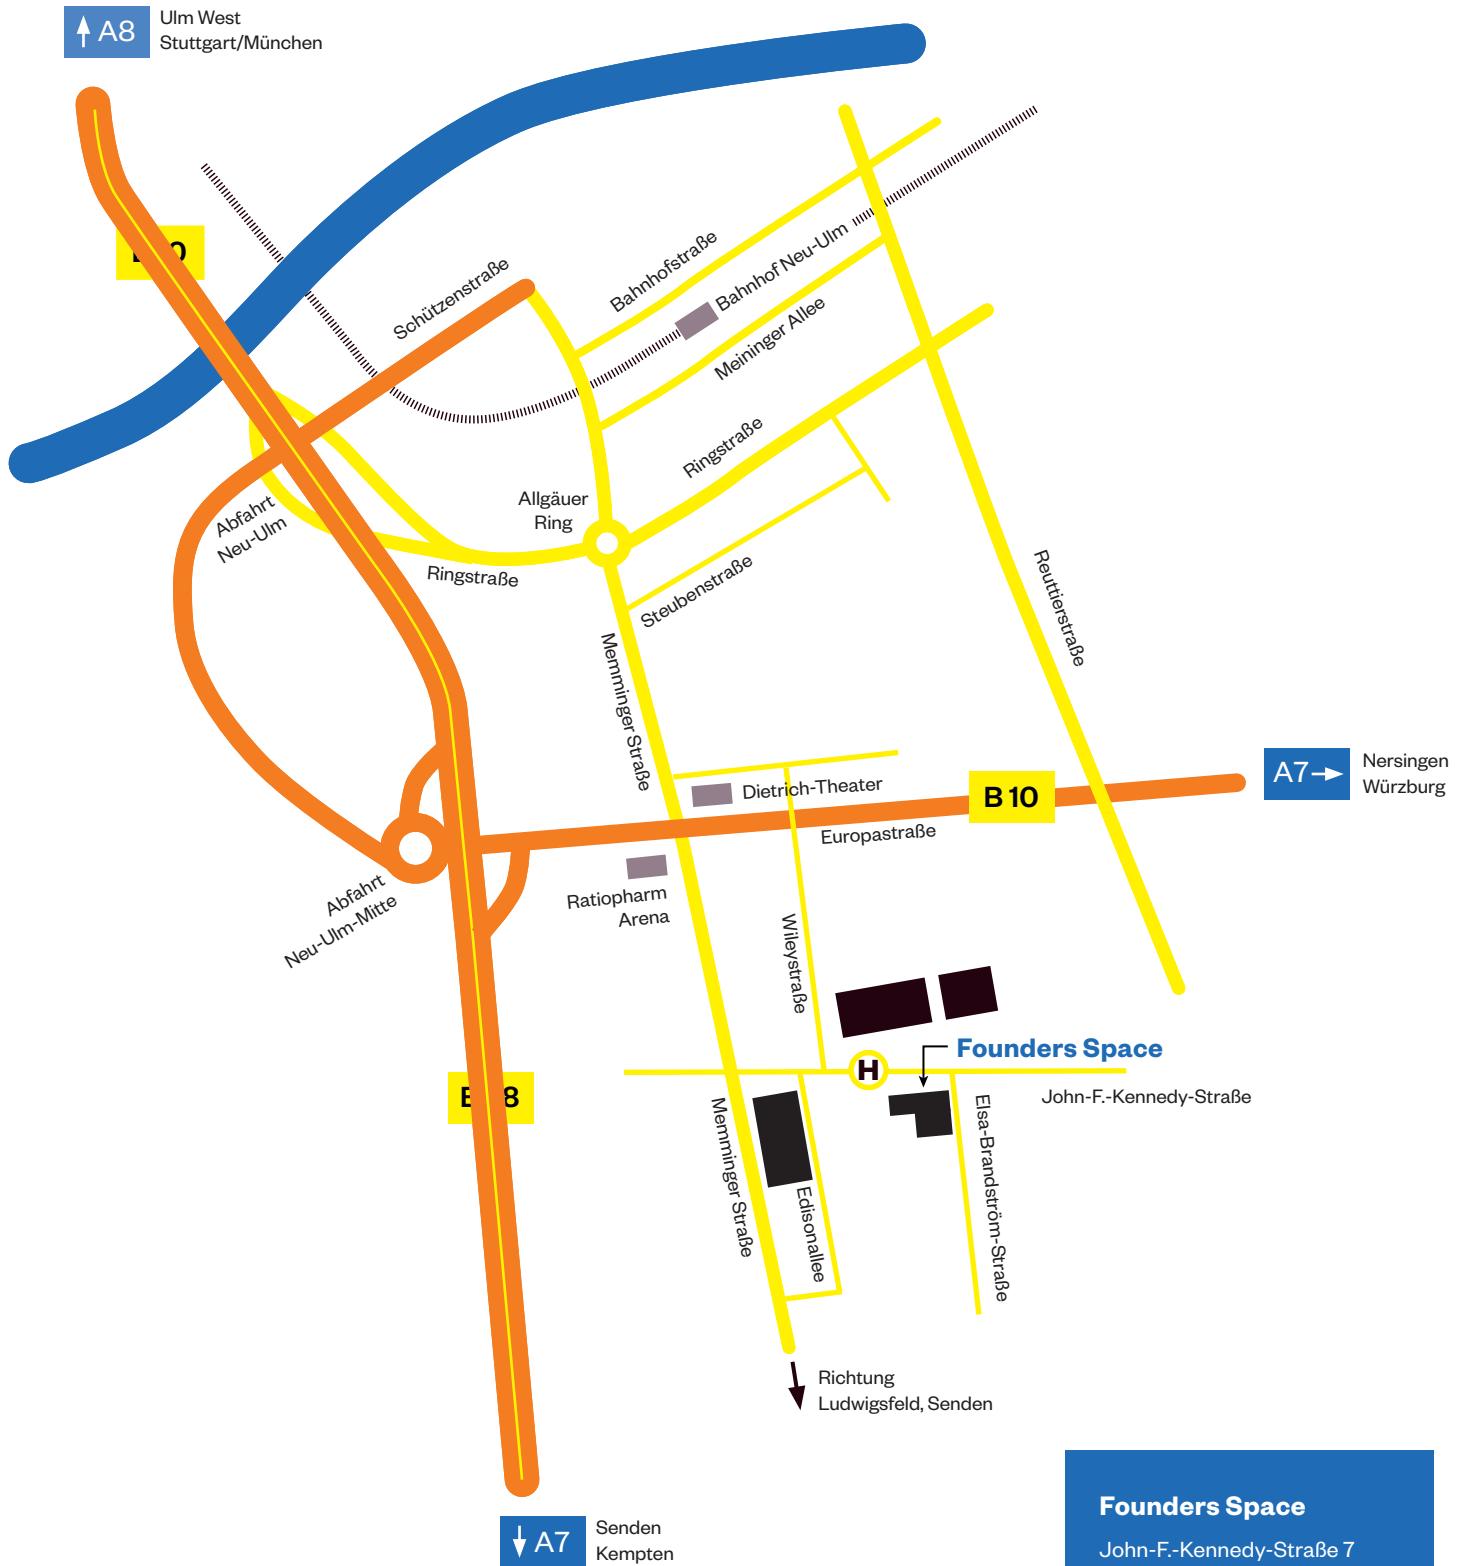 A8
Ulm West
Stuttgart/München
Schützenstraße
Bahnhofstraße
Bahnhof Neu-Ulm
Meininger Allee
Ringstraße
Allgäuer
Ring
Abfahrt
Neu-Ulm
Ringstraße
Steubenstraße
Reuttierstraße
Memminger Straße
A7
Nersingen
Würzburg
Dietrich-Theater
B 10
Europastraße
Ratiopharm
Arena
Abfahrt
Neu-Ulm-Mitte
Wileystraße
Founders Space
H
John-F.-Kennedy-Straße
Memminger Straße
Edisonallee
Elsa-Brandström-Straße
Richtung
Ludwigsfeld, Senden
A7
Senden
Kempten
Founders Space
John-F.-Kennedy-Straße 7